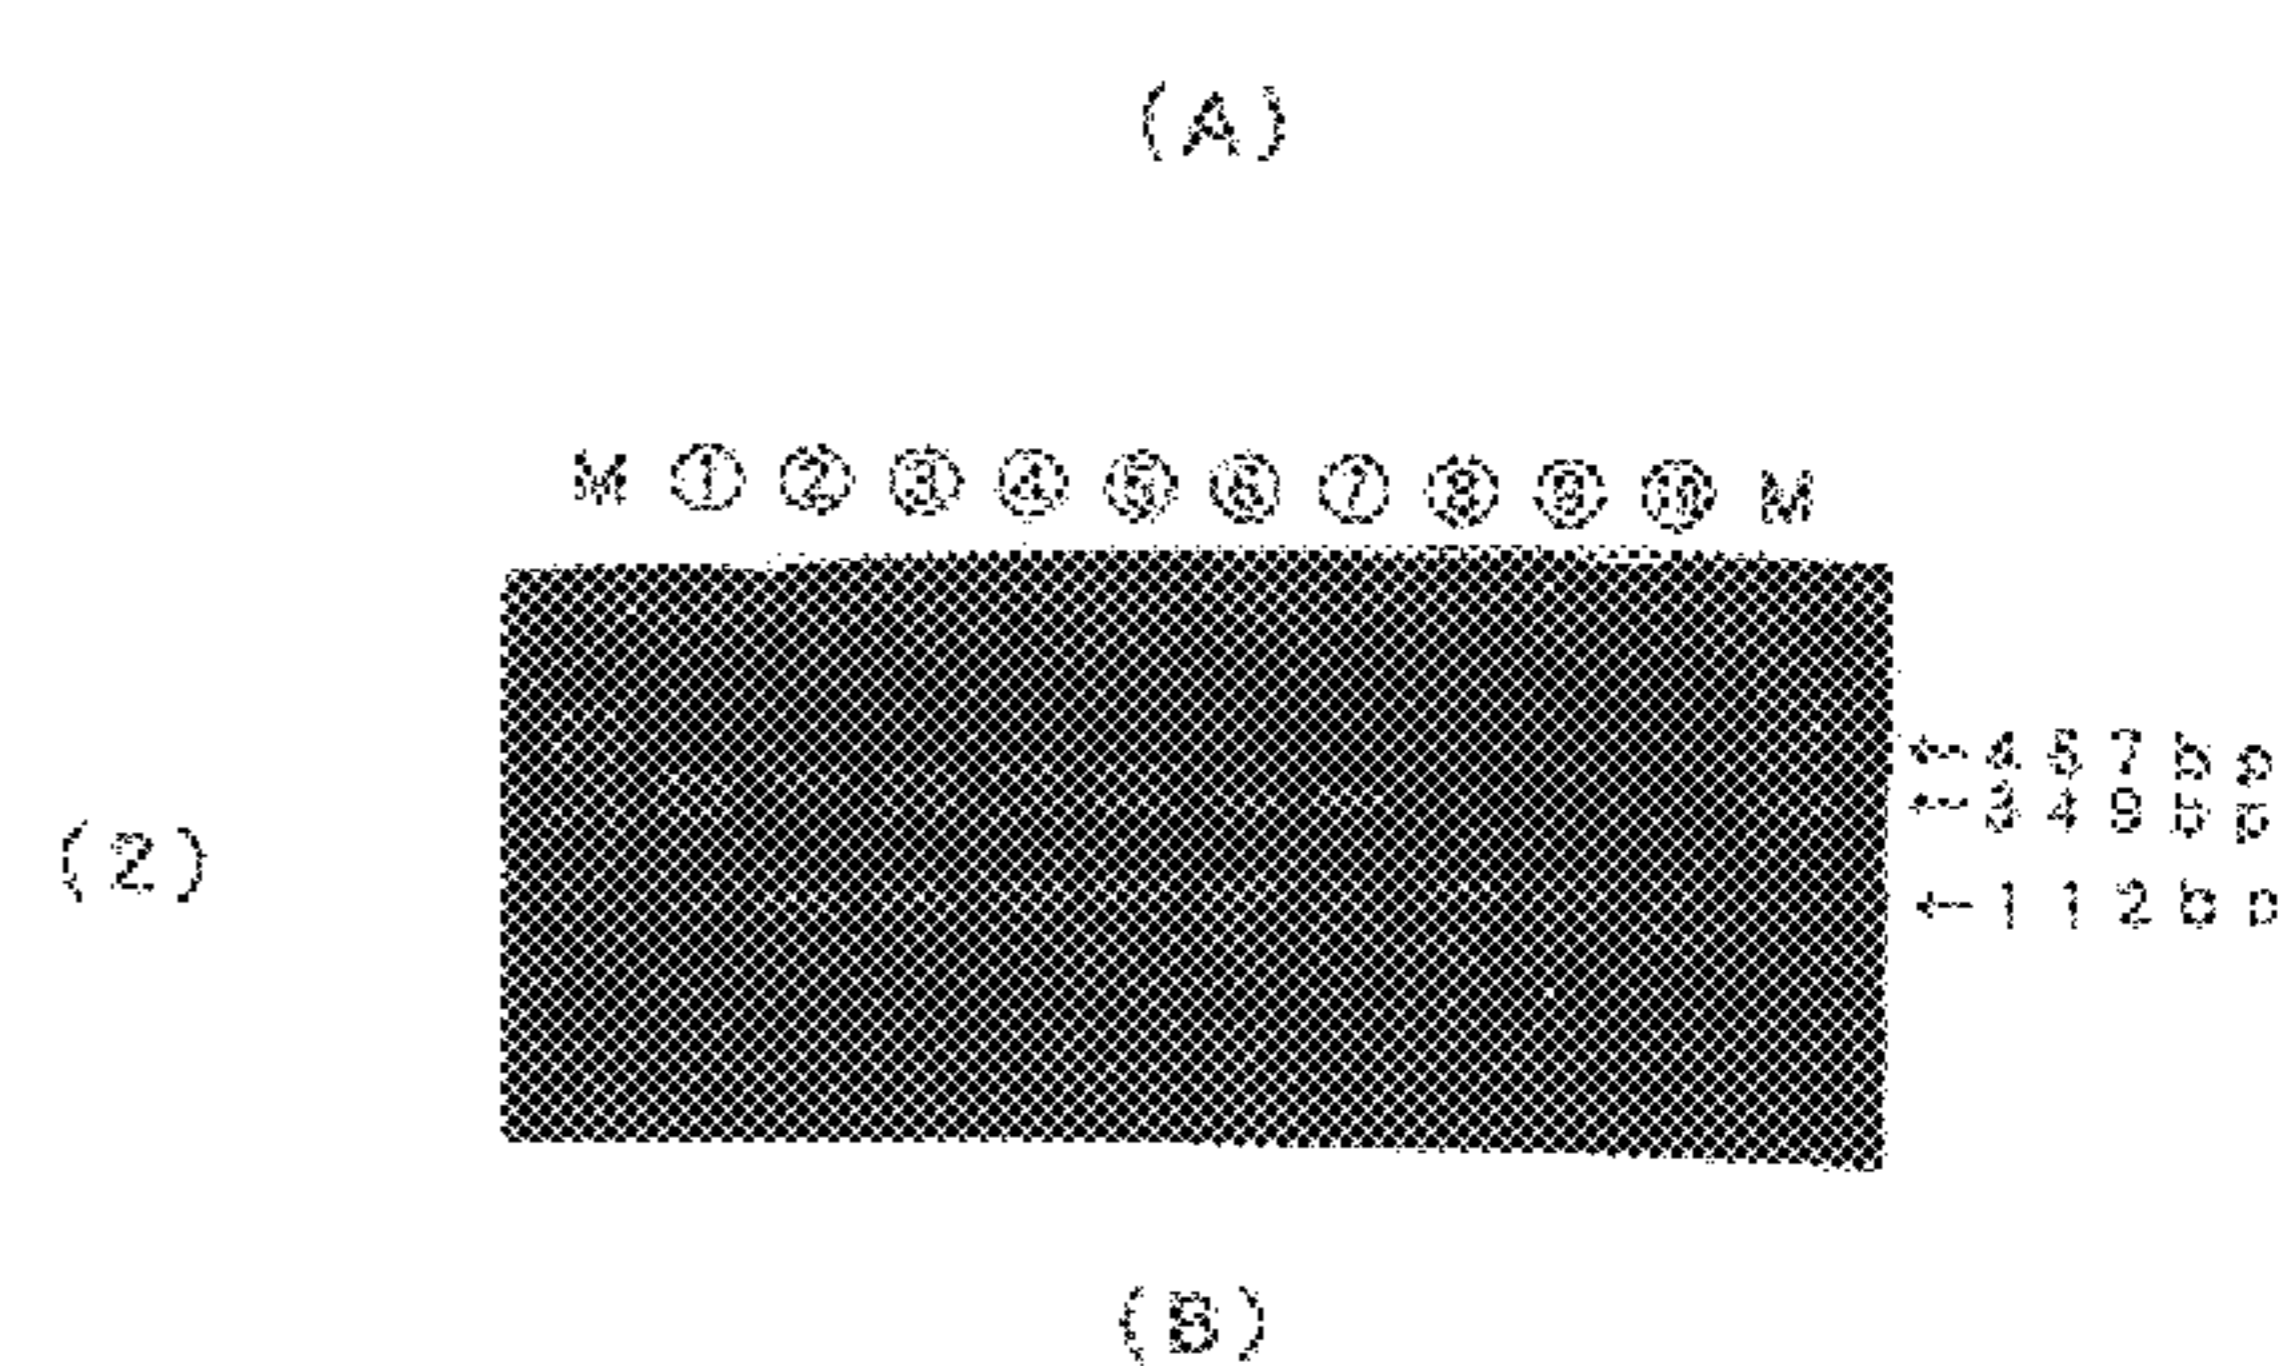 (A)
M ① ② ③ ④ ⑤ ⑥ ⑦ ⑧ ⑨ ⑩ M
←457bp
←349bp
(2)
←112bp
(B)